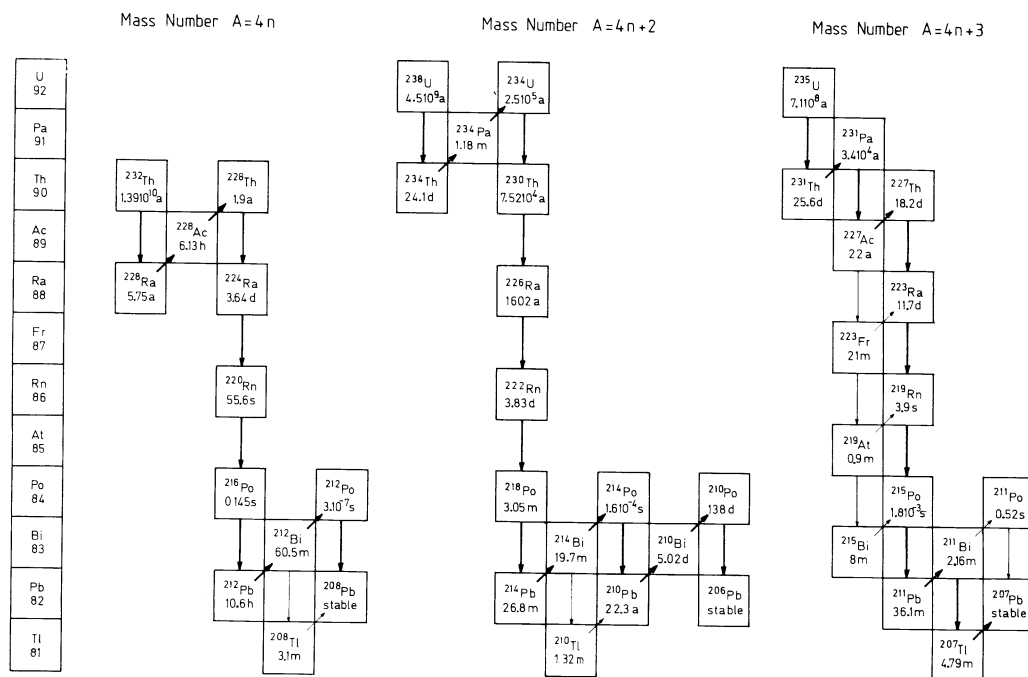 Mass Number A=4n
Mass Number A=4n+2
Mass Number A=4n+3
U
92
Pa
91
Th
90
Ac
89
Ra
88
Fr
87
Rn
86
At
85
Po
84
Bi
83
Pb
82
Tl
81
²³²Th
1.3910¹⁰a
²²⁸Th
1.9a
²²⁸Ac
6.13h
²²⁸Ra
5.75a
²²⁴Ra
3.64d
²²⁰Rn
55.6s
²¹⁶Po
0.145s
²¹²Po
3.10⁻⁷s
²¹²Bi
60.5m
²¹²Pb
10.6h
²⁰⁸Pb
stable
²⁰⁸Tl
3.1m
²³⁸U
4.510⁹a
²³⁴U
2.510⁵a
²³⁴Pa
1.18m
²³⁴Th
24.1d
²³⁰Th
7.5210⁴a
²²⁶Ra
1602a
²²²Rn
3.83d
²¹⁸Po
3.05m
²¹⁴Po
1.610⁻⁴s
²¹⁰Po
138d
²¹⁴Bi
19.7m
²¹⁰Bi
5.02d
²¹⁴Pb
26.8m
²¹⁰Pb
22.3a
²⁰⁶Pb
stable
²¹⁰Tl
1.32m
²³⁵U
7.110⁸a
²³¹Pa
3.410⁴a
²³¹Th
25.6d
²²⁷Th
18.2d
²²⁷Ac
22a
²²³Ra
11.7d
²²³Fr
21m
²¹⁹Rn
3.9s
²¹⁹At
0.9m
²¹⁵Po
1.810⁻³s
²¹¹Po
0.52s
²¹⁵Bi
8m
²¹¹Bi
2.16m
²¹¹Pb
36.1m
²⁰⁷Pb
stable
²⁰⁷Tl
4.79m